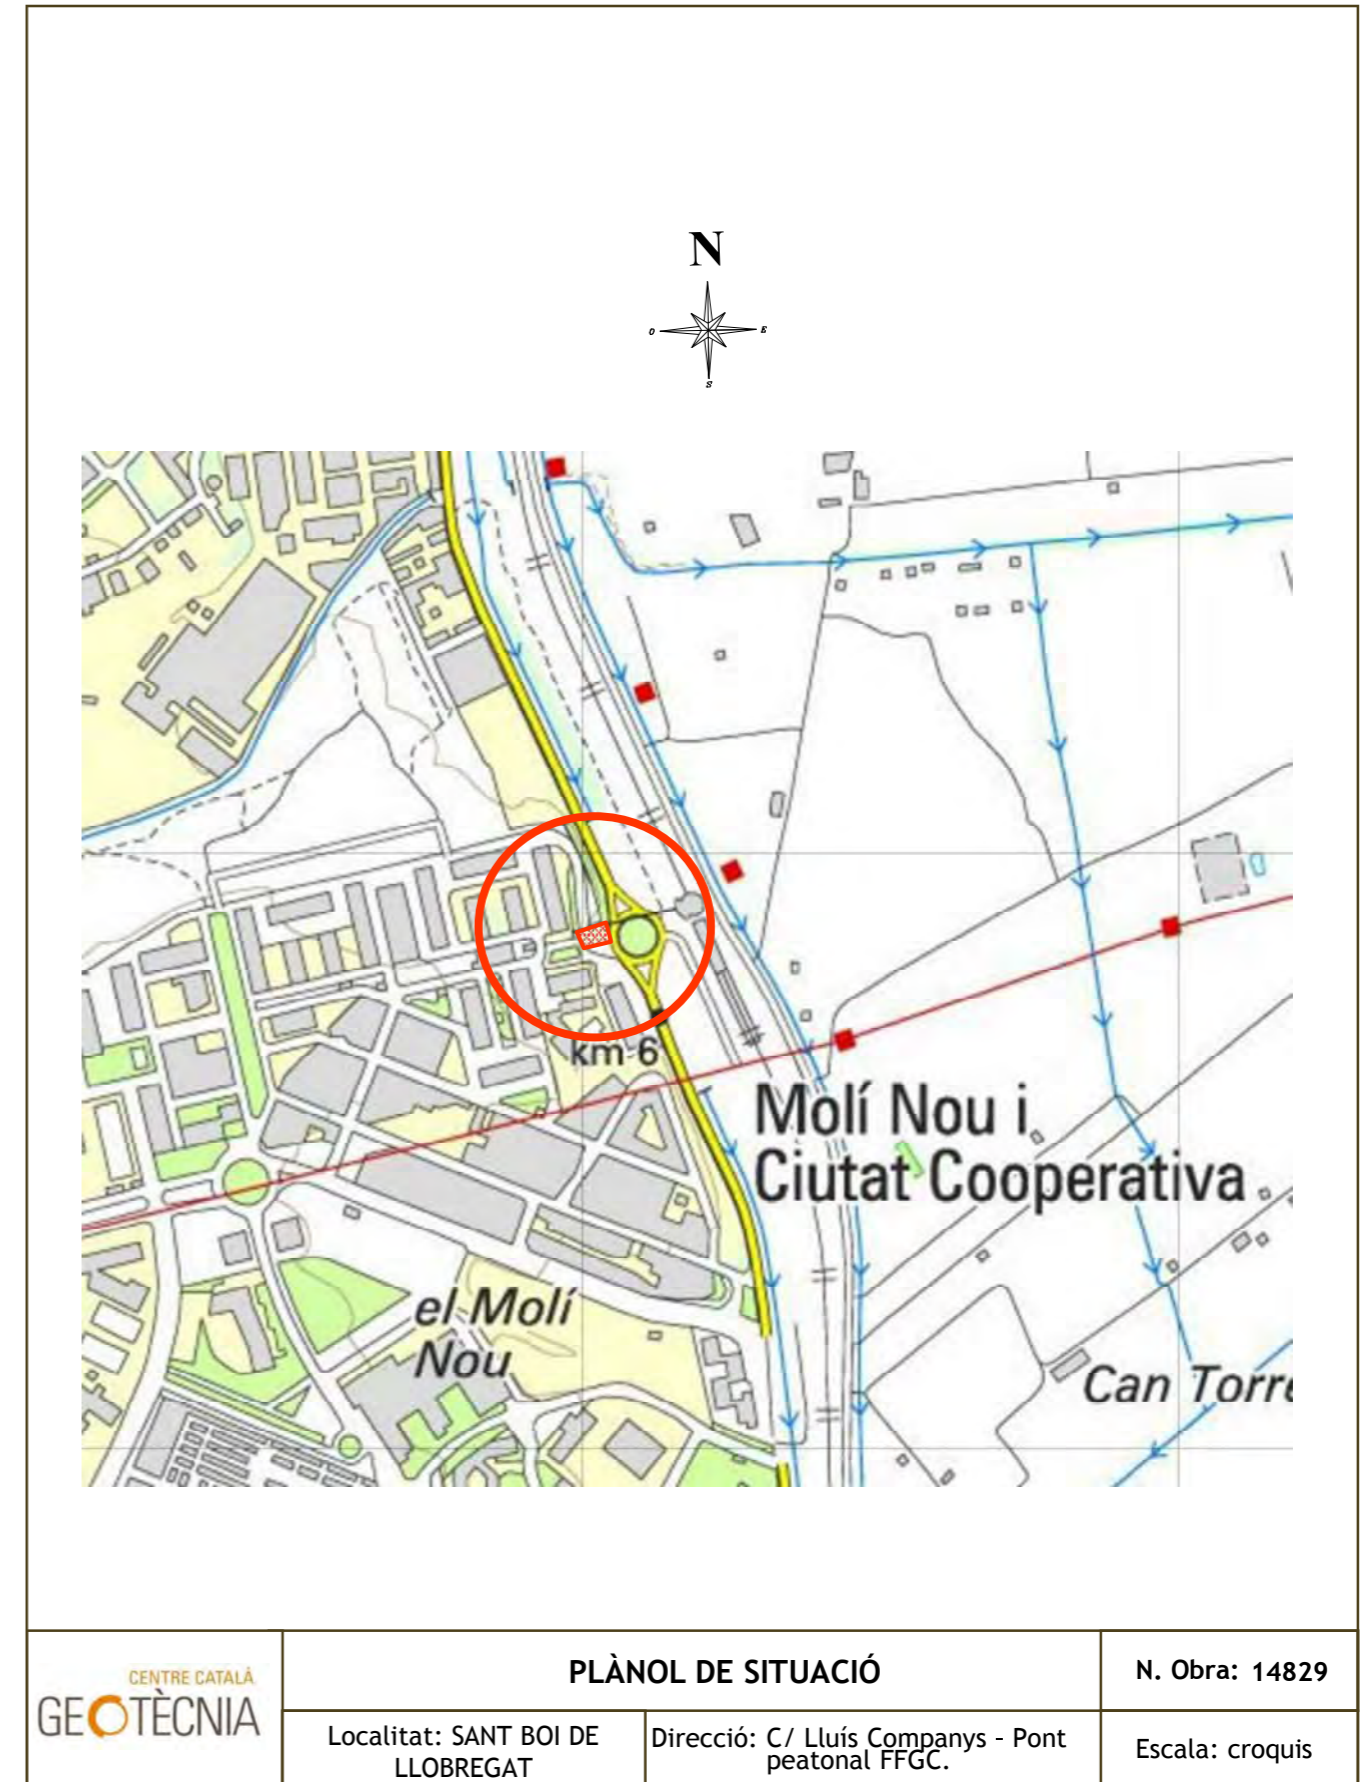 N
O
E
S
km 6
Molí Nou i
Ciutat Cooperativa
el Molí
Nou
Can Torre
CENTRE CATALÀ
GEOTÈCNIA
PLÀNOL DE SITUACIÓ
N. Obra: 14829
Localitat: SANT BOI DE
LLOBREGAT
Direcció: C/ Lluís Companys - Pont
peatonal FFGC.
Escala: croquis